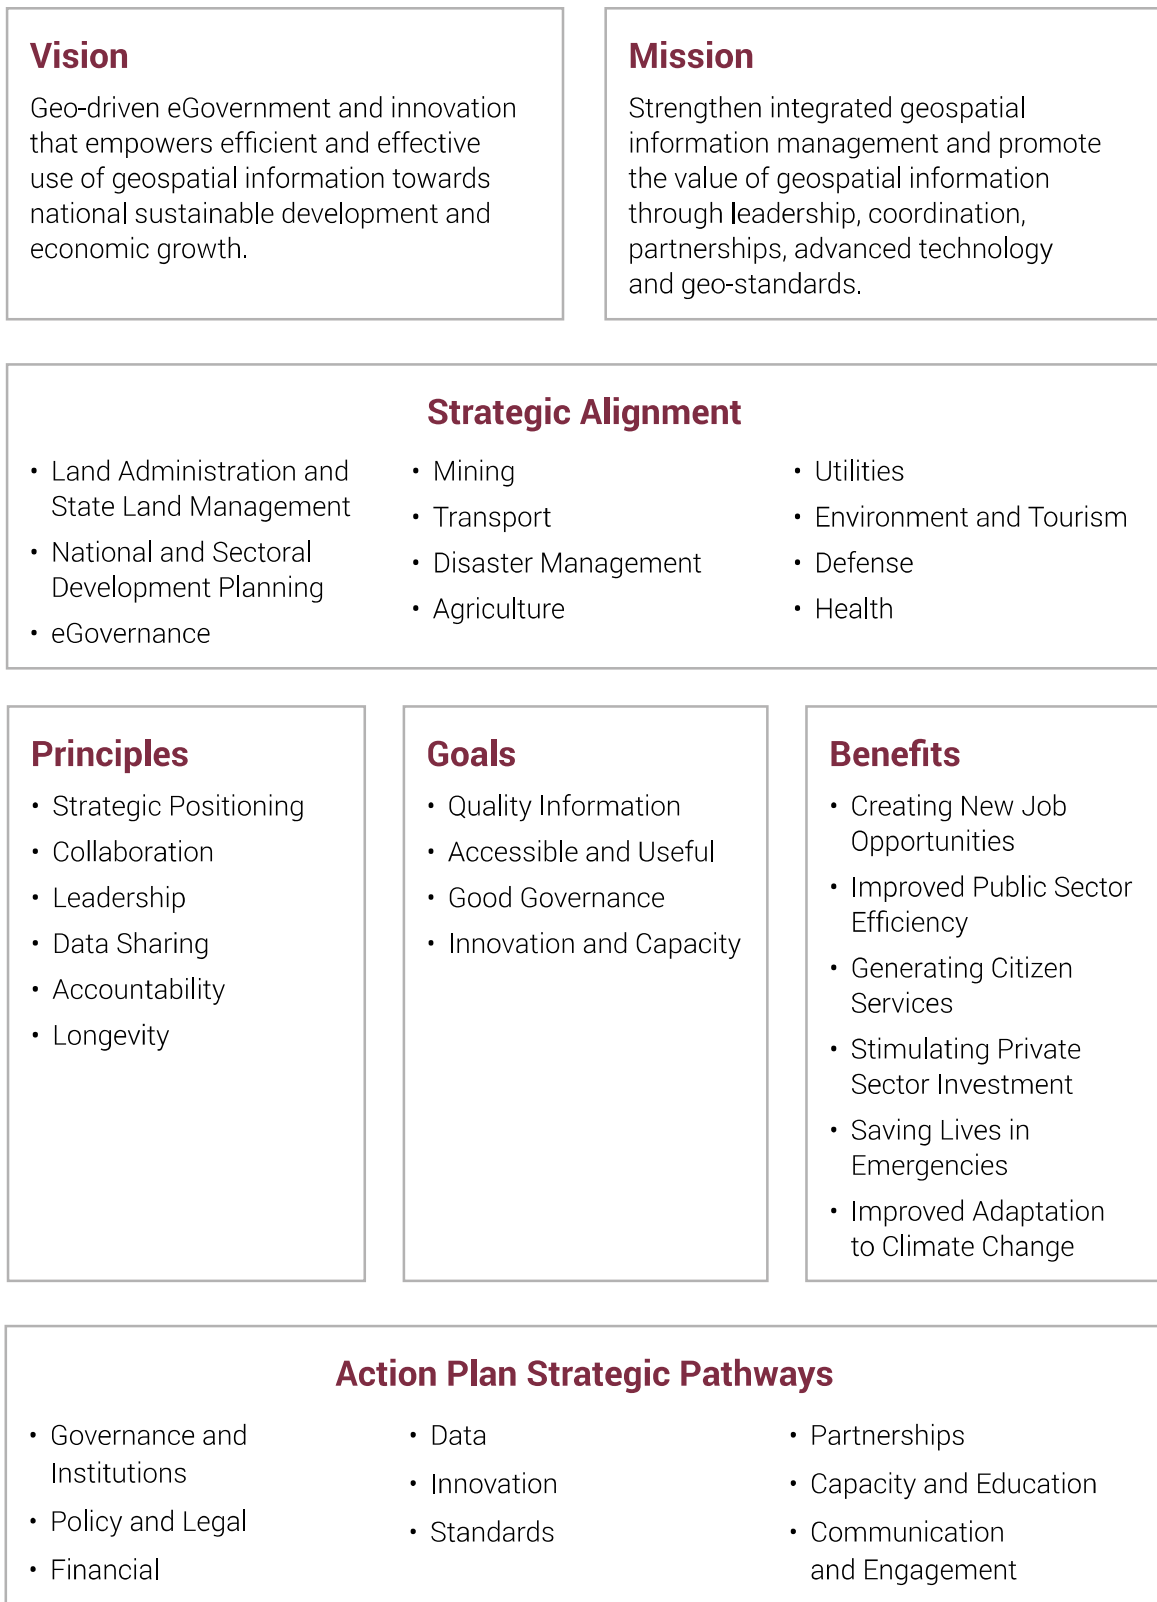 Vision
Geo-driven eGovernment and innovation
that empowers efficient and effective
use of geospatial information towards
national sustainable development and
economic growth.
Mission
Strengthen integrated geospatial
information management and promote
the value of geospatial information
through leadership, coordination,
partnerships, advanced technology
and geo-standards.
Strategic Alignment
• Land Administration and
State Land Management
• National and Sectoral
Development Planning
• eGovernance
• Mining
• Transport
• Disaster Management
• Agriculture
• Utilities
• Environment and Tourism
• Defense
• Health
Principles
• Strategic Positioning
• Collaboration
• Leadership
• Data Sharing
• Accountability
• Longevity
Goals
• Quality Information
• Accessible and Useful
• Good Governance
• Innovation and Capacity
Benefits
• Creating New Job
Opportunities
• Improved Public Sector
Efficiency
• Generating Citizen
Services
• Stimulating Private
Sector Investment
• Saving Lives in
Emergencies
• Improved Adaptation
to Climate Change
Action Plan Strategic Pathways
• Governance and
Institutions
• Policy and Legal
• Financial
• Data
• Innovation
• Standards
• Partnerships
• Capacity and Education
• Communication
and Engagement